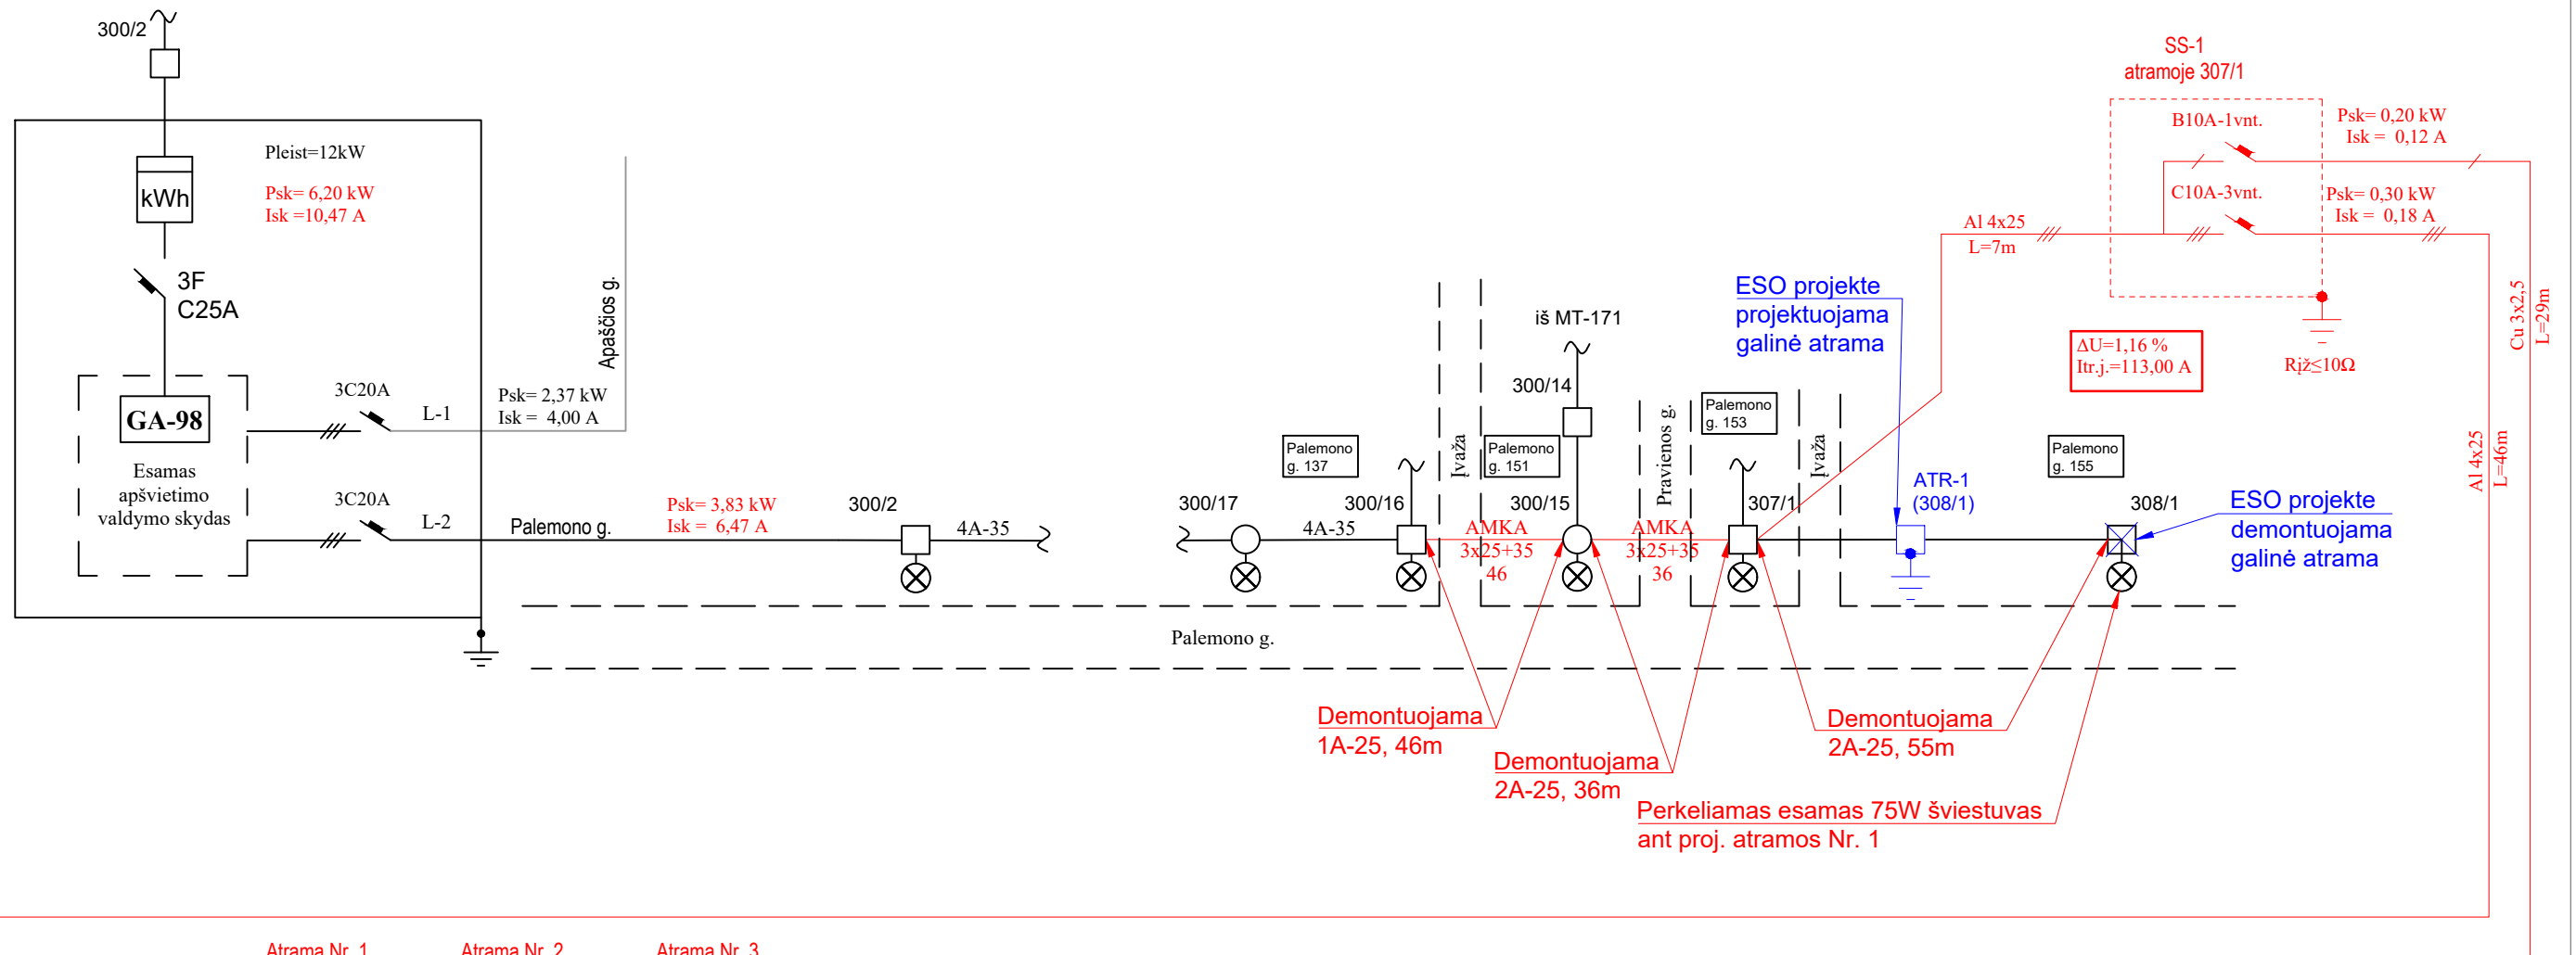 300/2
Pleist=12kW
Psk= 6,20 kW
Isk =10,47 A
kWh
3F
C25A
GA-98
Esamas
apšvietimo
valdymo skydas
3C20A
L-1
Psk= 2,37 kW
Isk = 4,00 A
Apaščios g.
3C20A
L-2
Palemono g.
Psk= 3,83 kW
Isk = 6,47 A
300/2
4A-35
300/17
4A-35
Palemono
g. 137
300/16
Įvaža
AMKA
3x25+35
46
iš MT-171
300/14
Palemono
g. 151
300/15
Pravienos g.
AMKA
3x25+35
36
Palemono
g. 153
307/1
Įvaža
ESO projekte
projektuojama
galinė atrama
ATR-1
(308/1)
Palemono
g. 155
308/1
ESO projekte
demontuojama
galinė atrama
SS-1
atramoje 307/1
B10A-1vnt.
Psk= 0,20 kW
Isk = 0,12 A
C10A-3vnt.
Psk= 0,30 kW
Isk = 0,18 A
Al 4x25
L=7m
ΔU=1,16 %
Itr.j.=113,00 A
Rįž≤10Ω
Cu 3x2,5
L=29m
Al 4x25
L=46m
Palemono g.
Demontuojama
1A-25, 46m
Demontuojama
2A-25, 36m
Demontuojama
2A-25, 55m
Perkeliamas esamas 75W šviestuvas
ant proj. atramos Nr. 1
Atrama Nr. 1
Atrama Nr. 2
Atrama Nr. 3